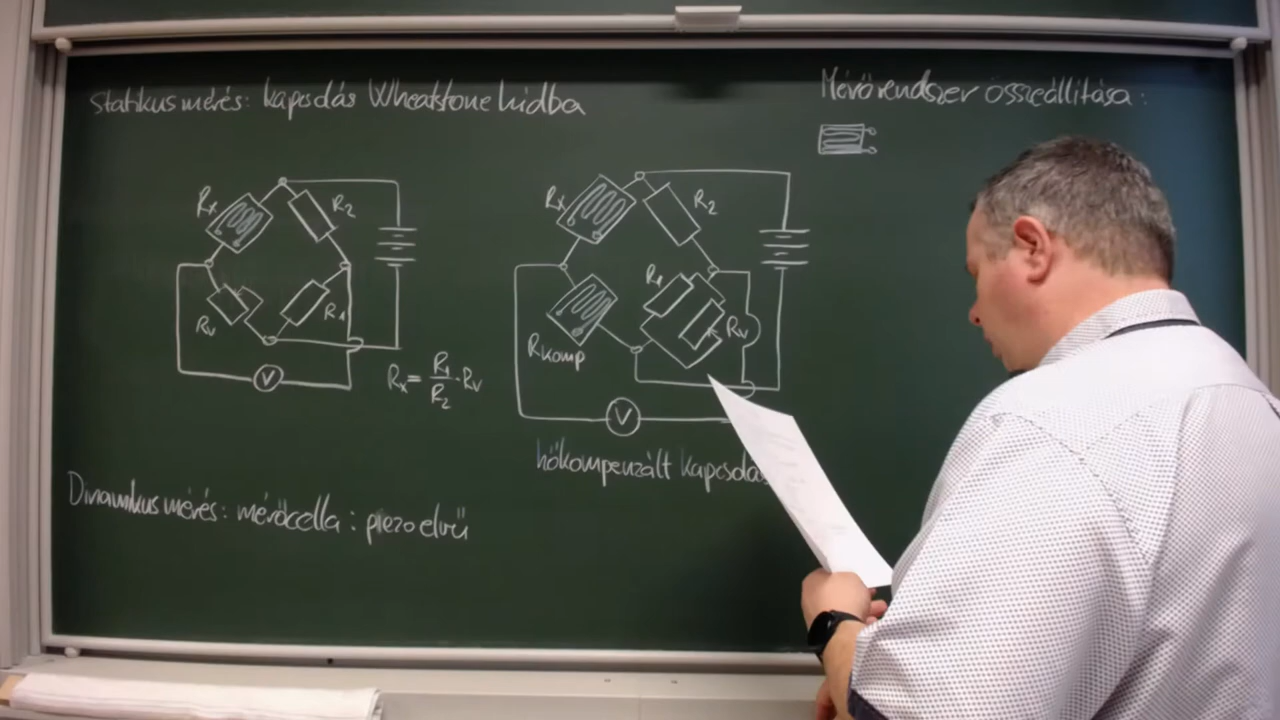 Statikus mérés: kapcsolás Wheatstone hídba
Mérőrendszer összeállítása:
Rx
R2
Rv
R1
V
Rx = R1/R2 · Rv
Rx
R2
R1
Rv
Rkomp
V
hőkompenzált kapcsolás
Dinamikus mérés: mérőcella: piezo elvű